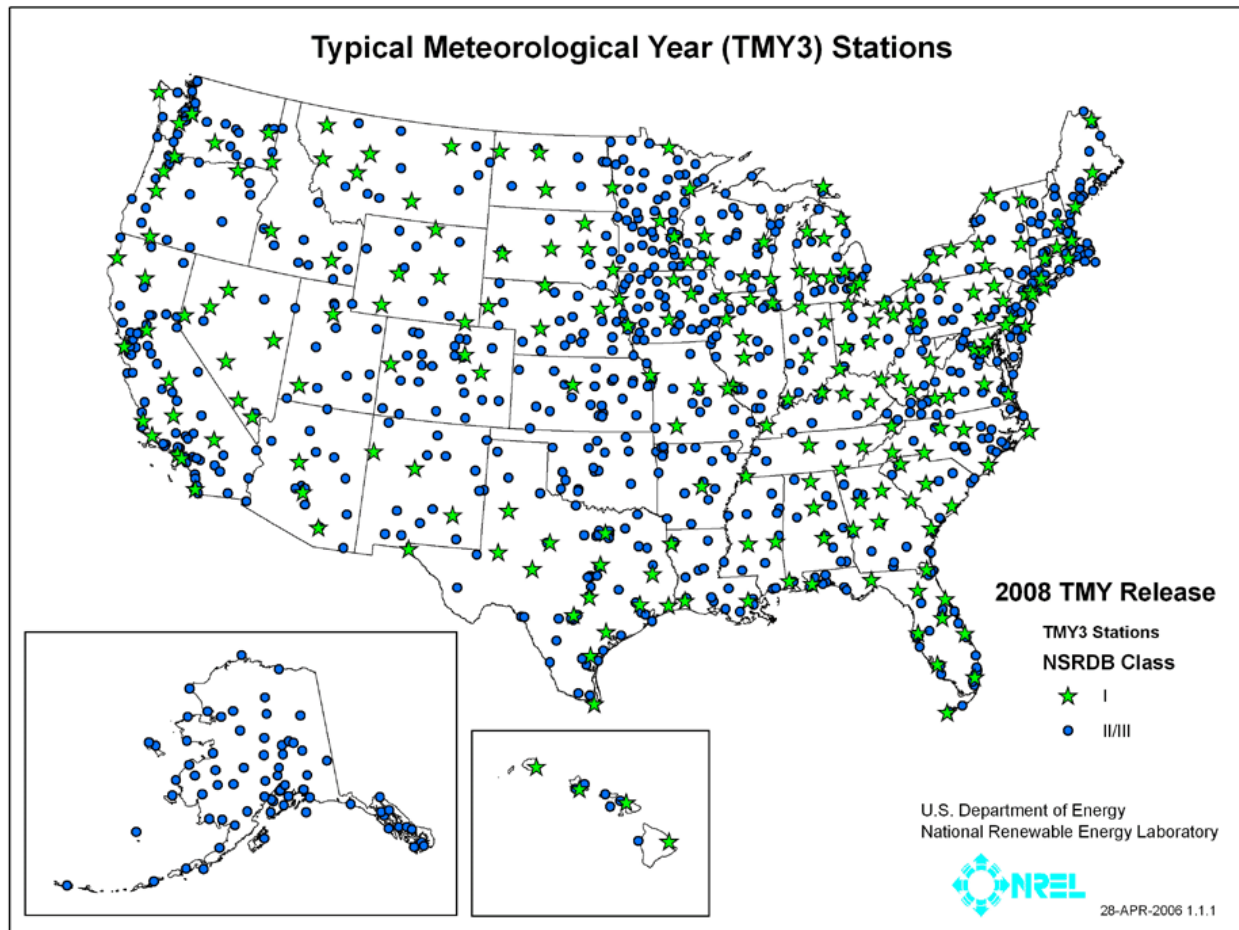 Typical Meteorological Year (TMY3) Stations
2008 TMY Release
TMY3 Stations
NSRDB Class
I
II/III
U.S. Department of Energy
National Renewable Energy Laboratory
NREL
28-APR-2006 1.1.1